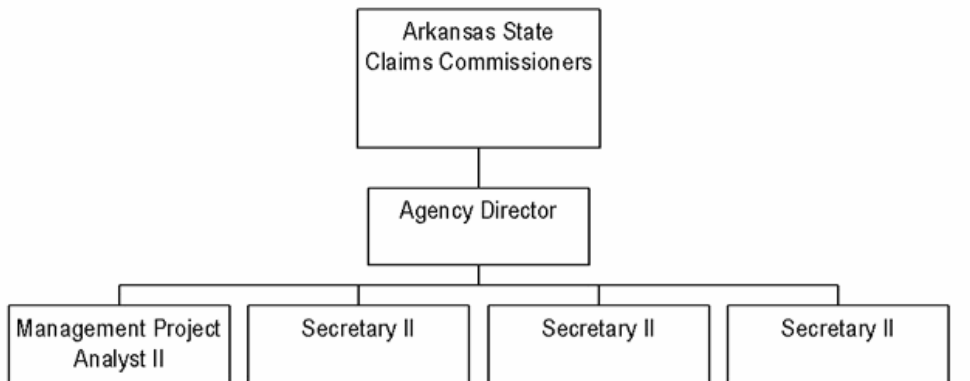 Arkansas State
Claims Commissioners
Agency Director
Management Project
Analyst II
Secretary II
Secretary II
Secretary II